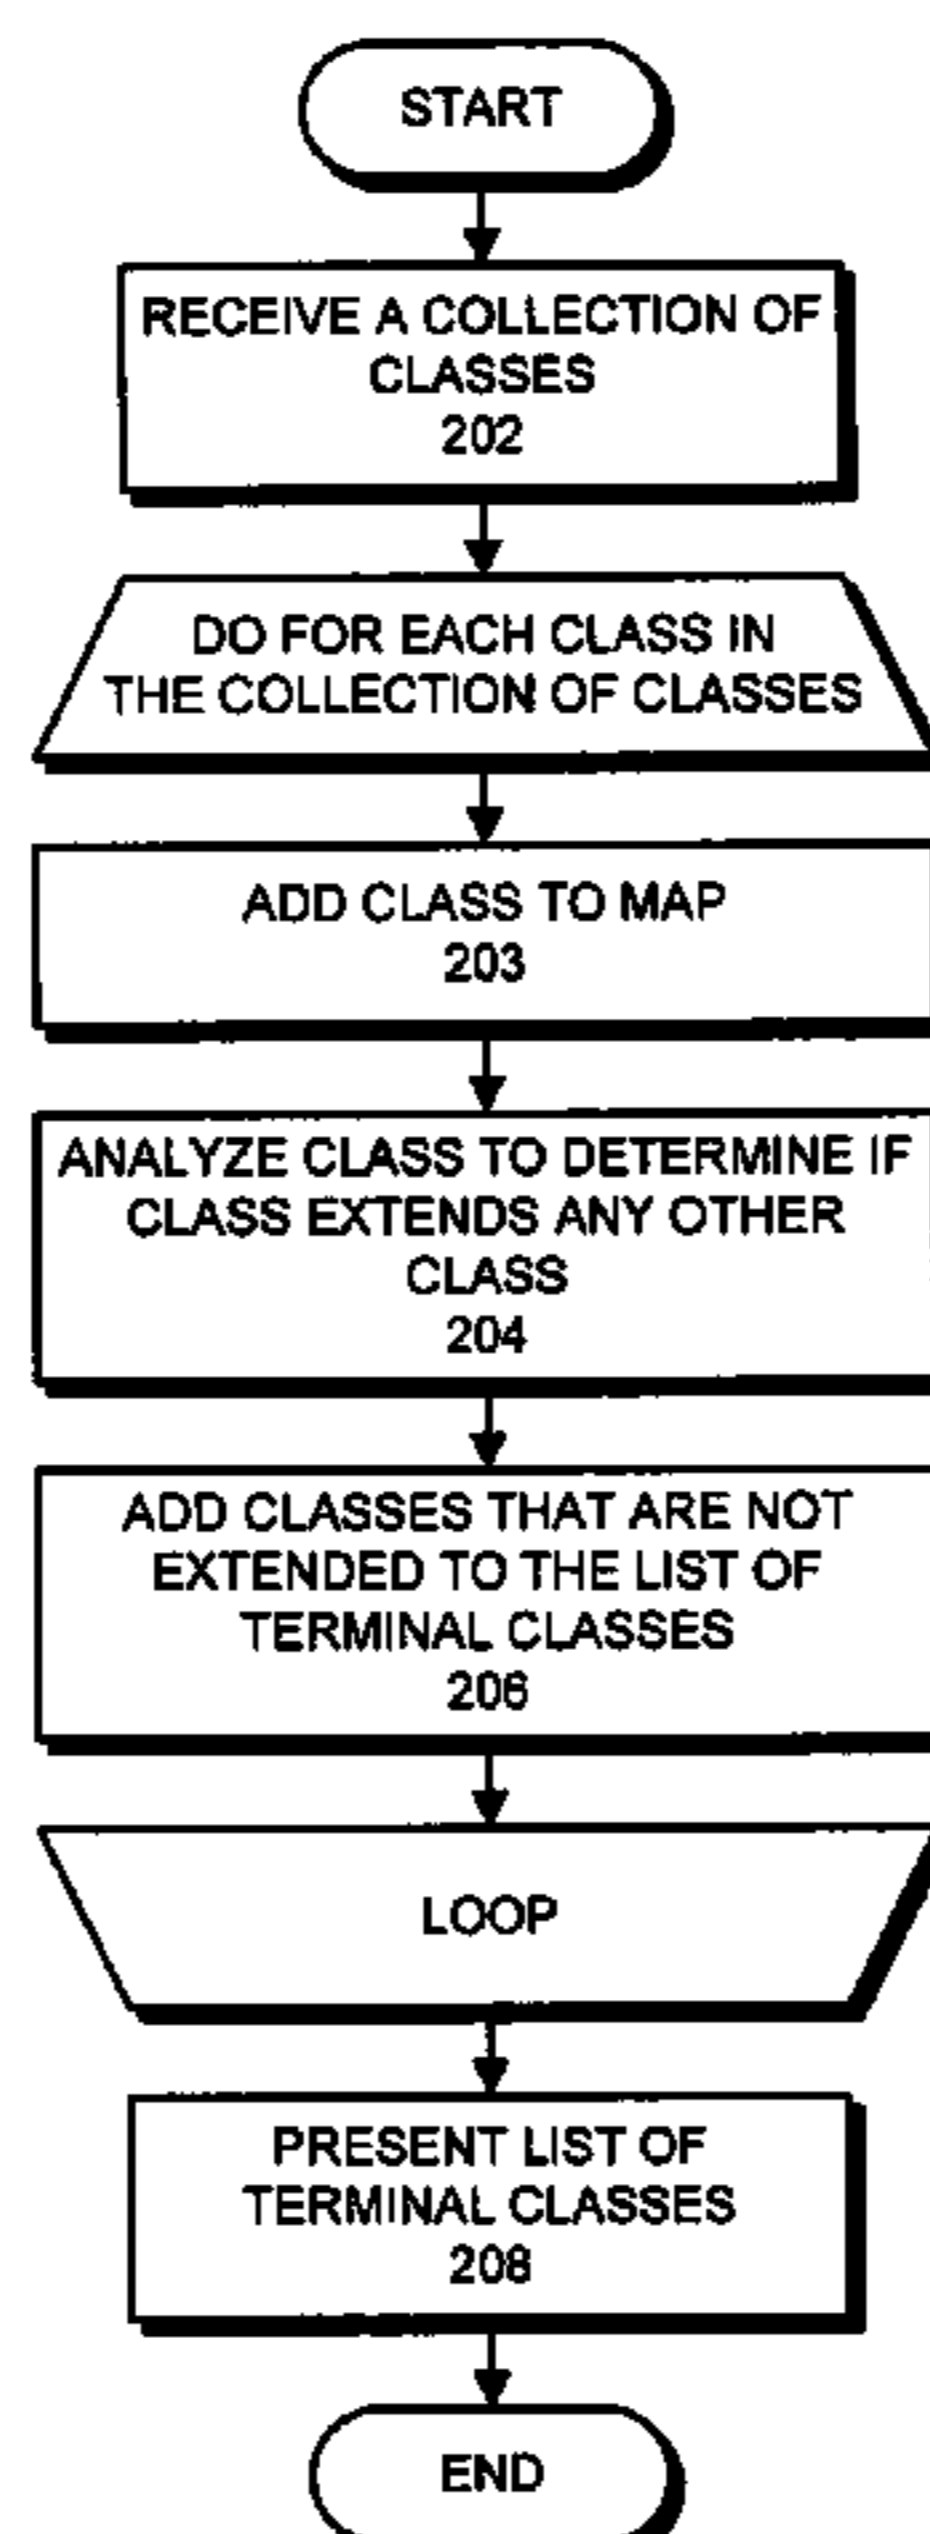 START
RECEIVE A COLLECTION OF
CLASSES
202
DO FOR EACH CLASS IN
THE COLLECTION OF CLASSES
ADD CLASS TO MAP
203
ANALYZE CLASS TO DETERMINE IF
CLASS EXTENDS ANY OTHER
CLASS
204
ADD CLASSES THAT ARE NOT
EXTENDED TO THE LIST OF
TERMINAL CLASSES
206
LOOP
PRESENT LIST OF
TERMINAL CLASSES
208
END